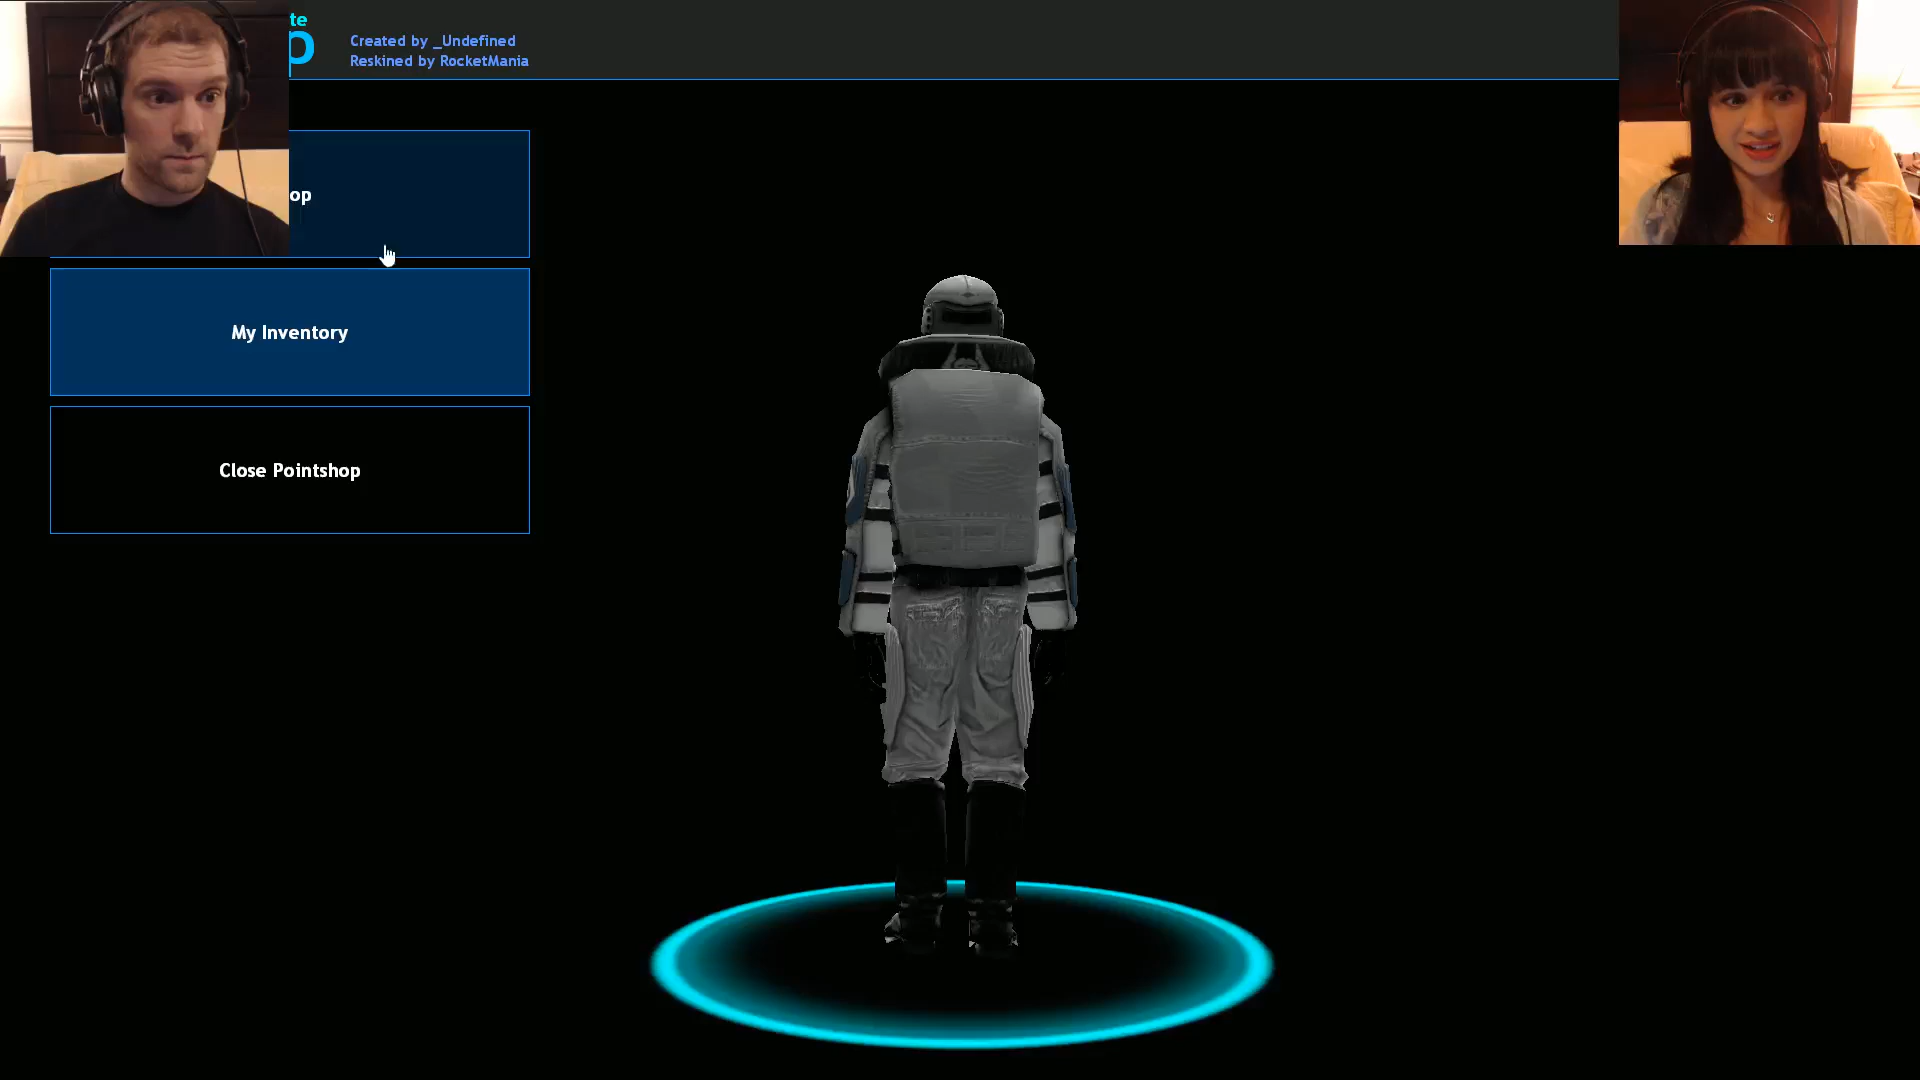 te
p
Created by _Undefined
Reskined by RocketMania
op
My Inventory
Close Pointshop